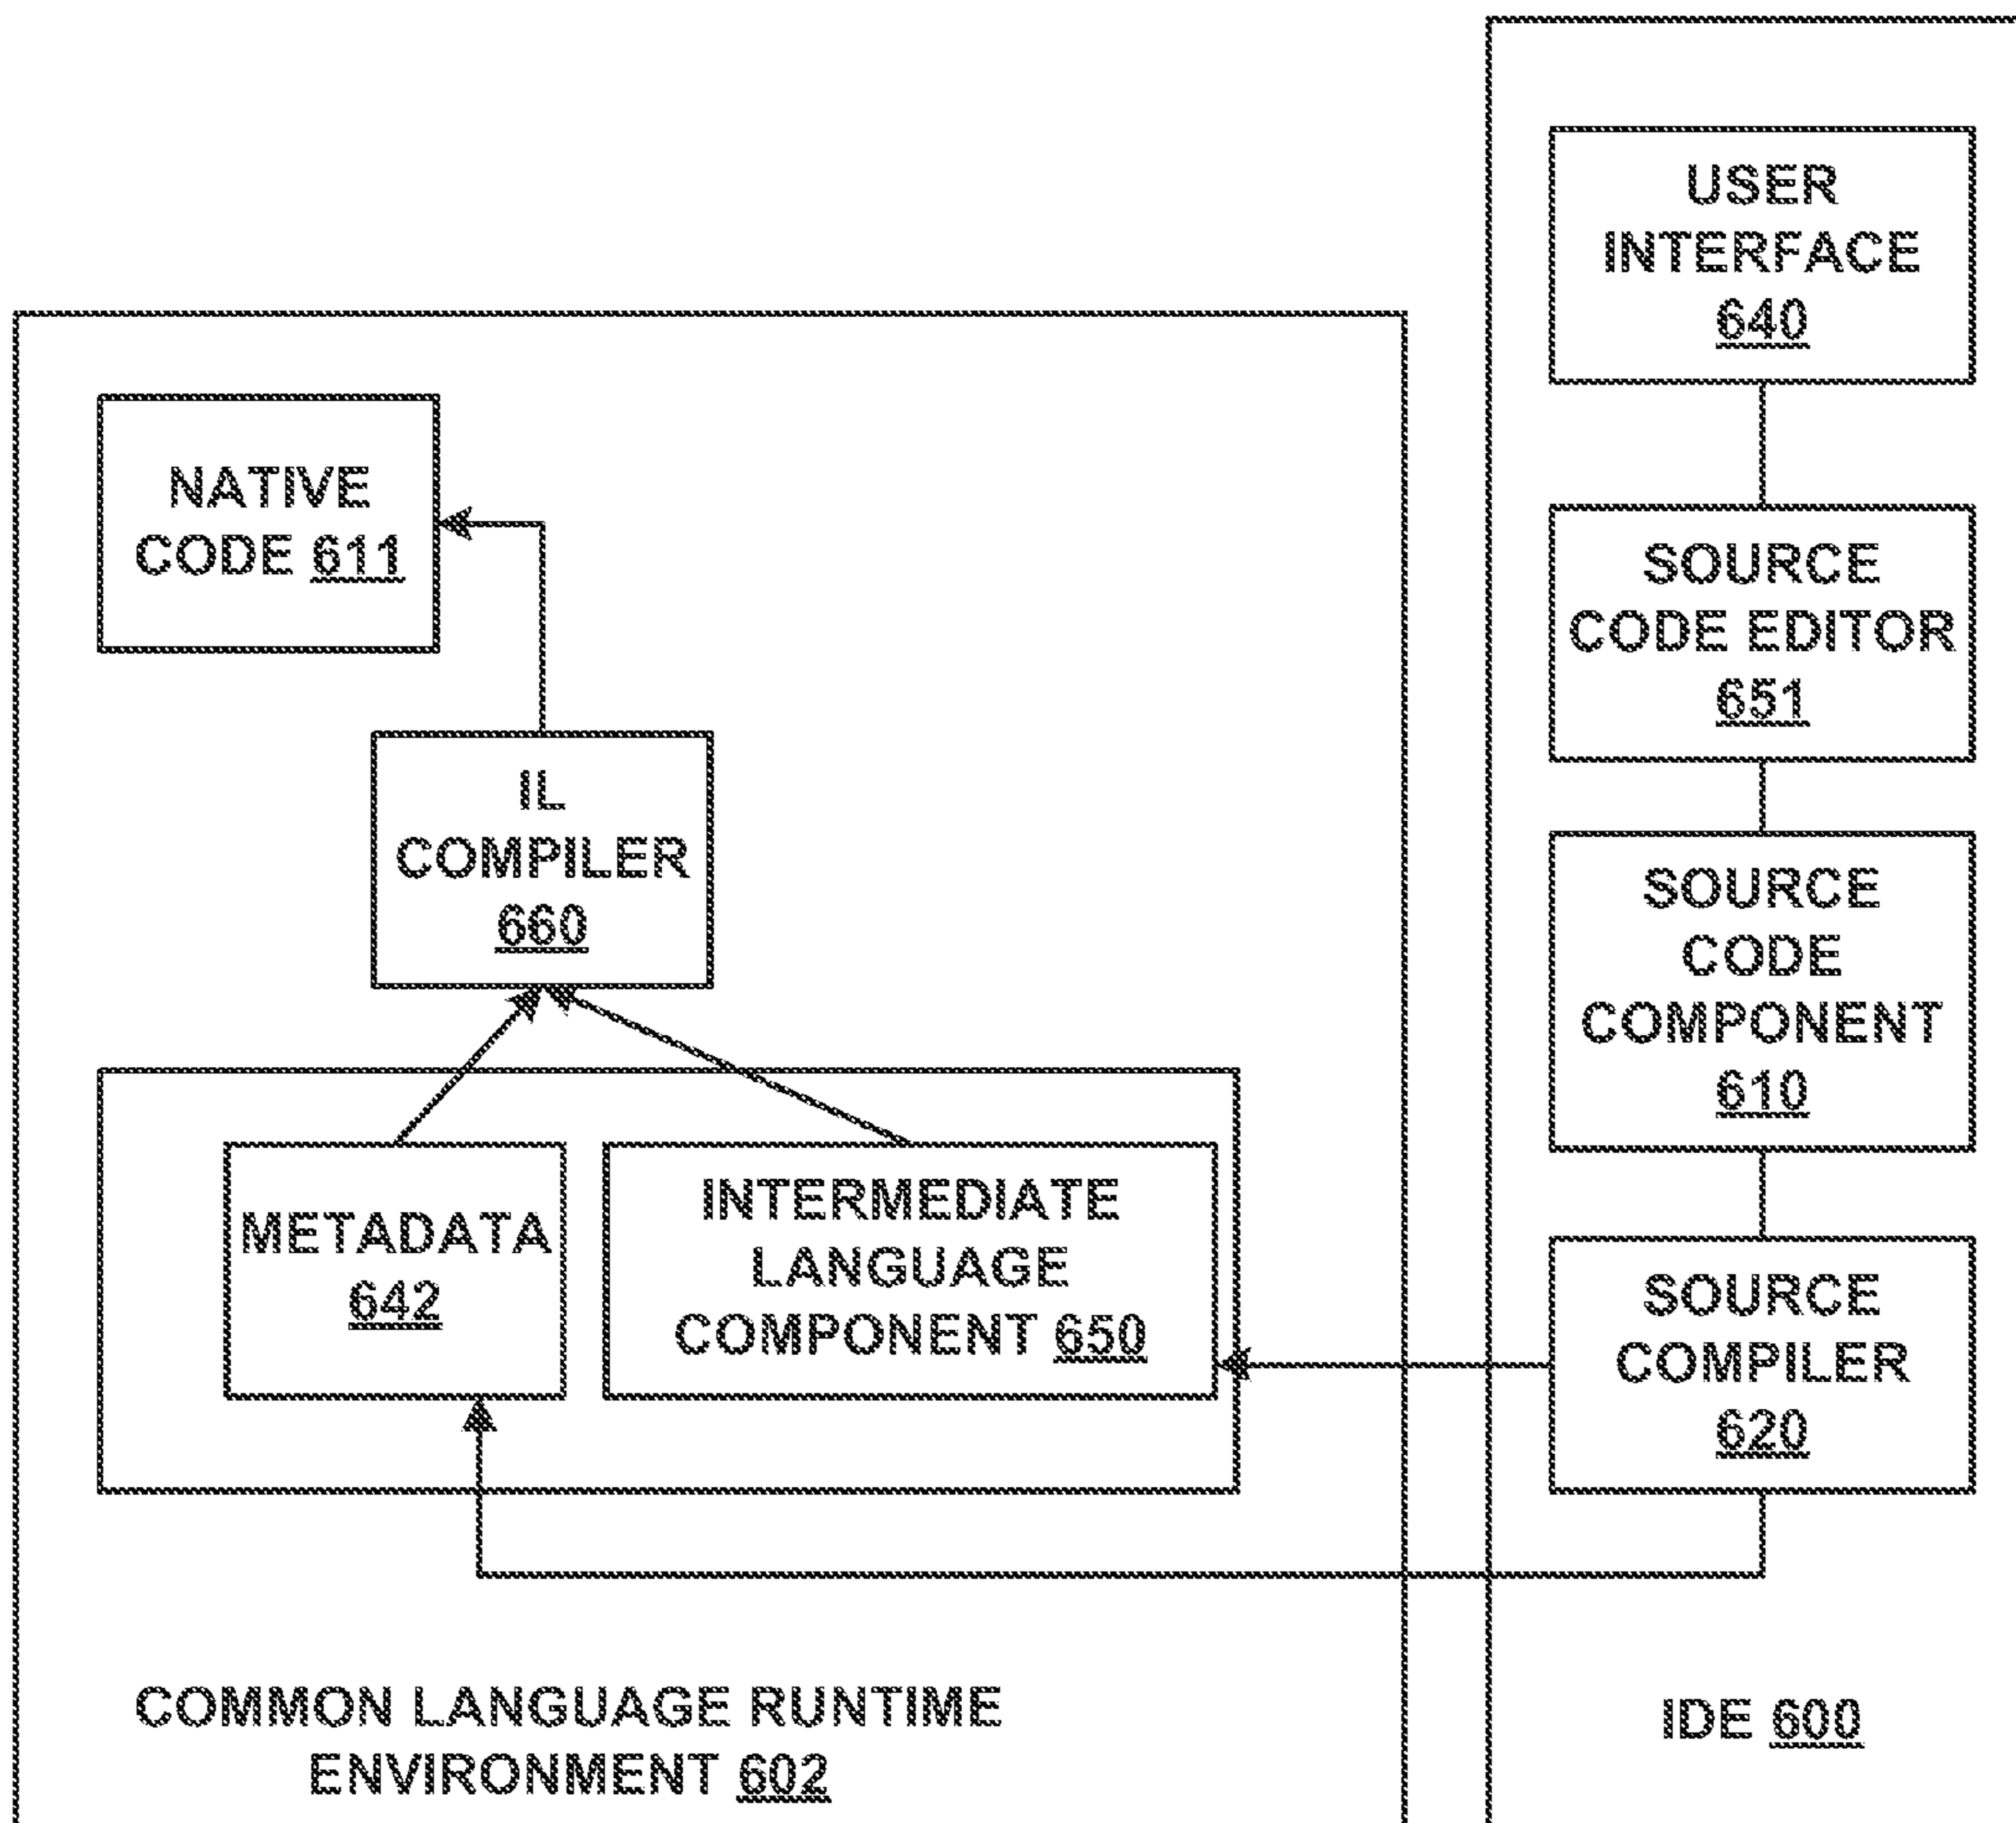 USER
INTERFACE
640
NATIVE
CODE 611
SOURCE
CODE EDITOR
651
IL
COMPILER
660
SOURCE
CODE
COMPONENT
610
METADATA
642
INTERMEDIATE
LANGUAGE
COMPONENT 650
SOURCE
COMPILER
620
COMMON LANGUAGE RUNTIME
ENVIRONMENT 602
IDE 600